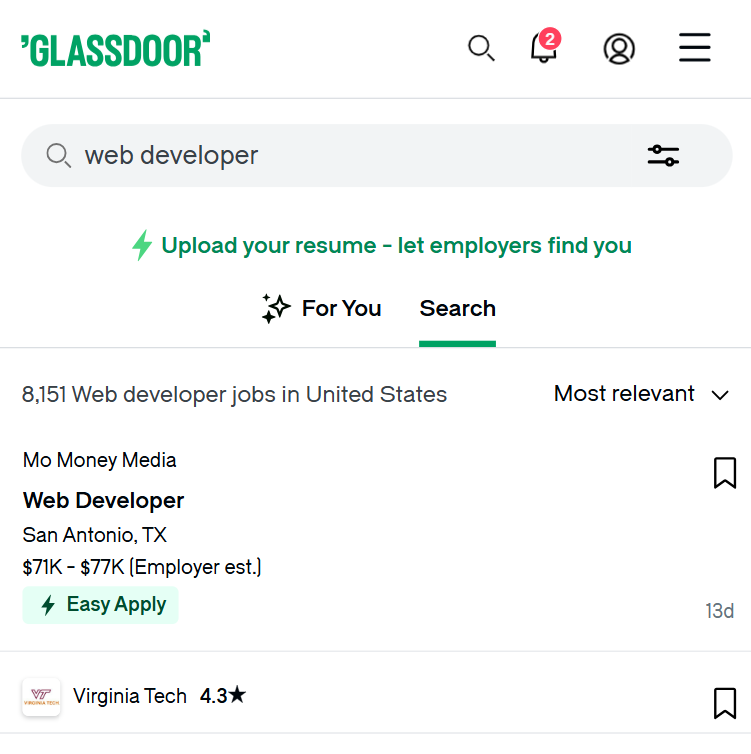 GLASSDOOR
2
web developer
Upload your resume - let employers find you
For You
Search
8,151 Web developer jobs in United States
Most relevant
Mo Money Media
Web Developer
San Antonio, TX
$71K - $77K (Employer est.)
Easy Apply
13d
VT
VIRGINIA TECH
Virginia Tech 4.3★